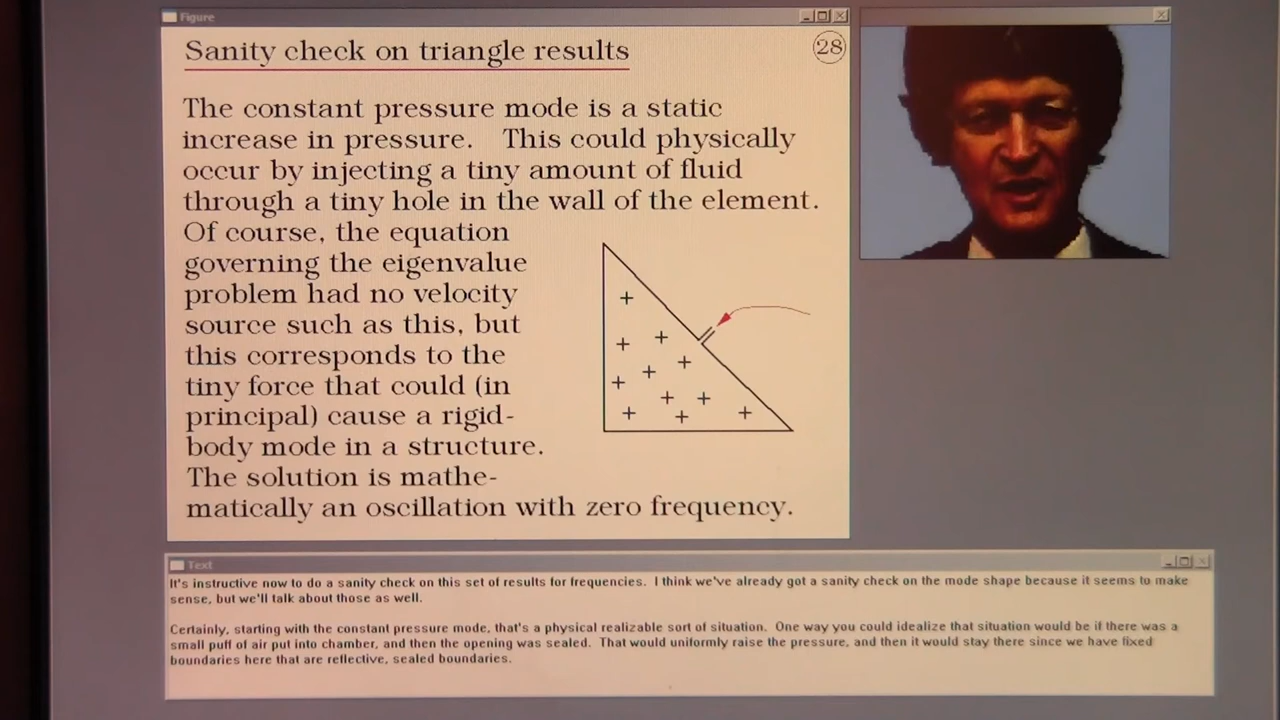 Figure
Sanity check on triangle results
28
The constant pressure mode is a static
increase in pressure. This could physically
occur by injecting a tiny amount of fluid
through a tiny hole in the wall of the element.
Of course, the equation
governing the eigenvalue
problem had no velocity
source such as this, but
this corresponds to the
tiny force that could (in
principal) cause a rigid-
body mode in a structure.
The solution is mathe-
matically an oscillation with zero frequency.
+
+ +
+ +
+ + +
+ + +
Text
It's instructive now to do a sanity check on this set of results for frequencies. I think we've already got a sanity check on the mode shape because it seems to make
sense, but we'll talk about those as well.
Certainly, starting with the constant pressure mode, that's a physical realizable sort of situation. One way you could idealize that situation would be if there was a
small puff of air put into chamber, and then the opening was sealed. That would uniformly raise the pressure, and then it would stay there since we have fixed
boundaries here that are reflective, sealed boundaries.